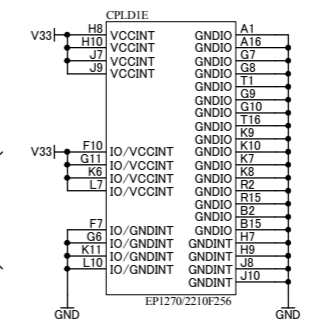 CPLD1E
V33 H8 VCCINT GNDIO A1
H10 VCCINT GNDIO A16
J7 VCCINT GNDIO G7
J9 VCCINT GNDIO G8
GNDIO T1
GNDIO G9
GNDIO G10
GNDIO T16
GNDIO K9
V33 F10 IO/VCCINT GNDIO K10
G11 IO/VCCINT GNDIO K7
K6 IO/VCCINT GNDIO K8
L7 IO/VCCINT GNDIO R2
GNDIO R15
GNDIO B2
F7 IO/GNDINT GNDIO B15
G6 IO/GNDINT GNDINT H7
K11 IO/GNDINT GNDINT H9
L10 IO/GNDINT GNDINT J8
GNDINT J10
EP1270/2210F256
GND GND